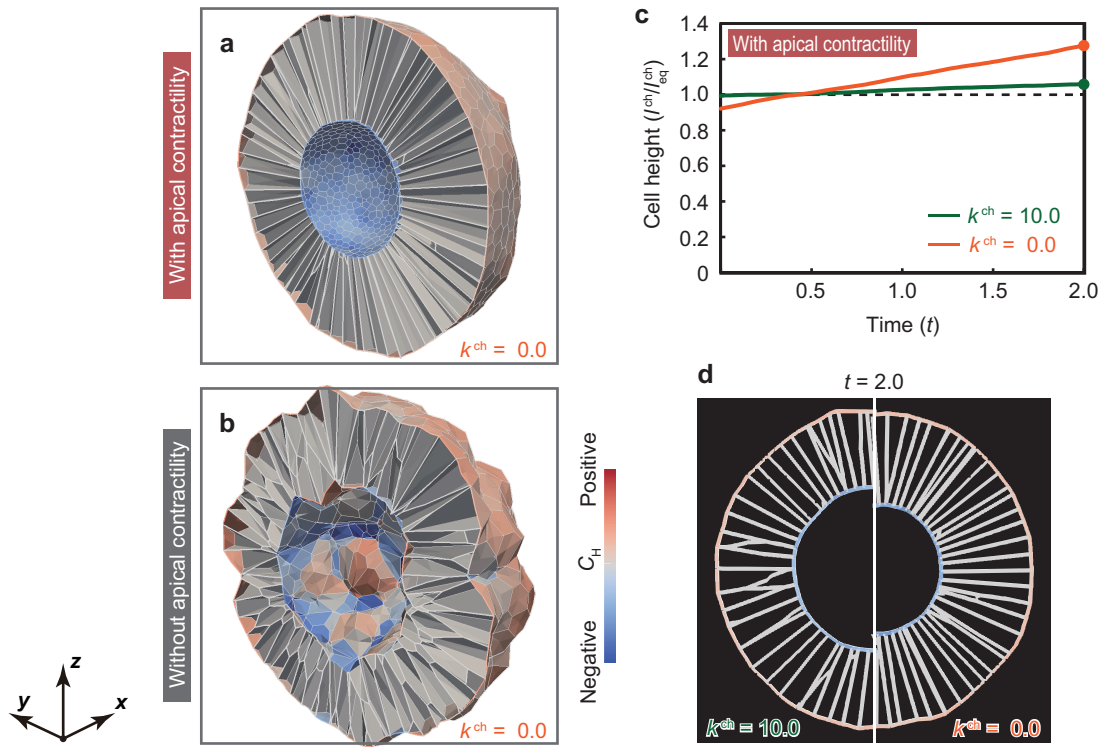 a
With apical contractility
k^ch = 0.0
b
Without apical contractility
k^ch = 0.0
Positive
C_H
Negative
z
y
x
c
With apical contractility
Cell height (l^ch/l^ch_eq)
1.4
1.2
1.0
0.8
0.6
0.4
0.2
0
k^ch = 10.0
k^ch = 0.0
0.5
1.0
1.5
2.0
Time (t)
d
t = 2.0
k^ch = 10.0
k^ch = 0.0